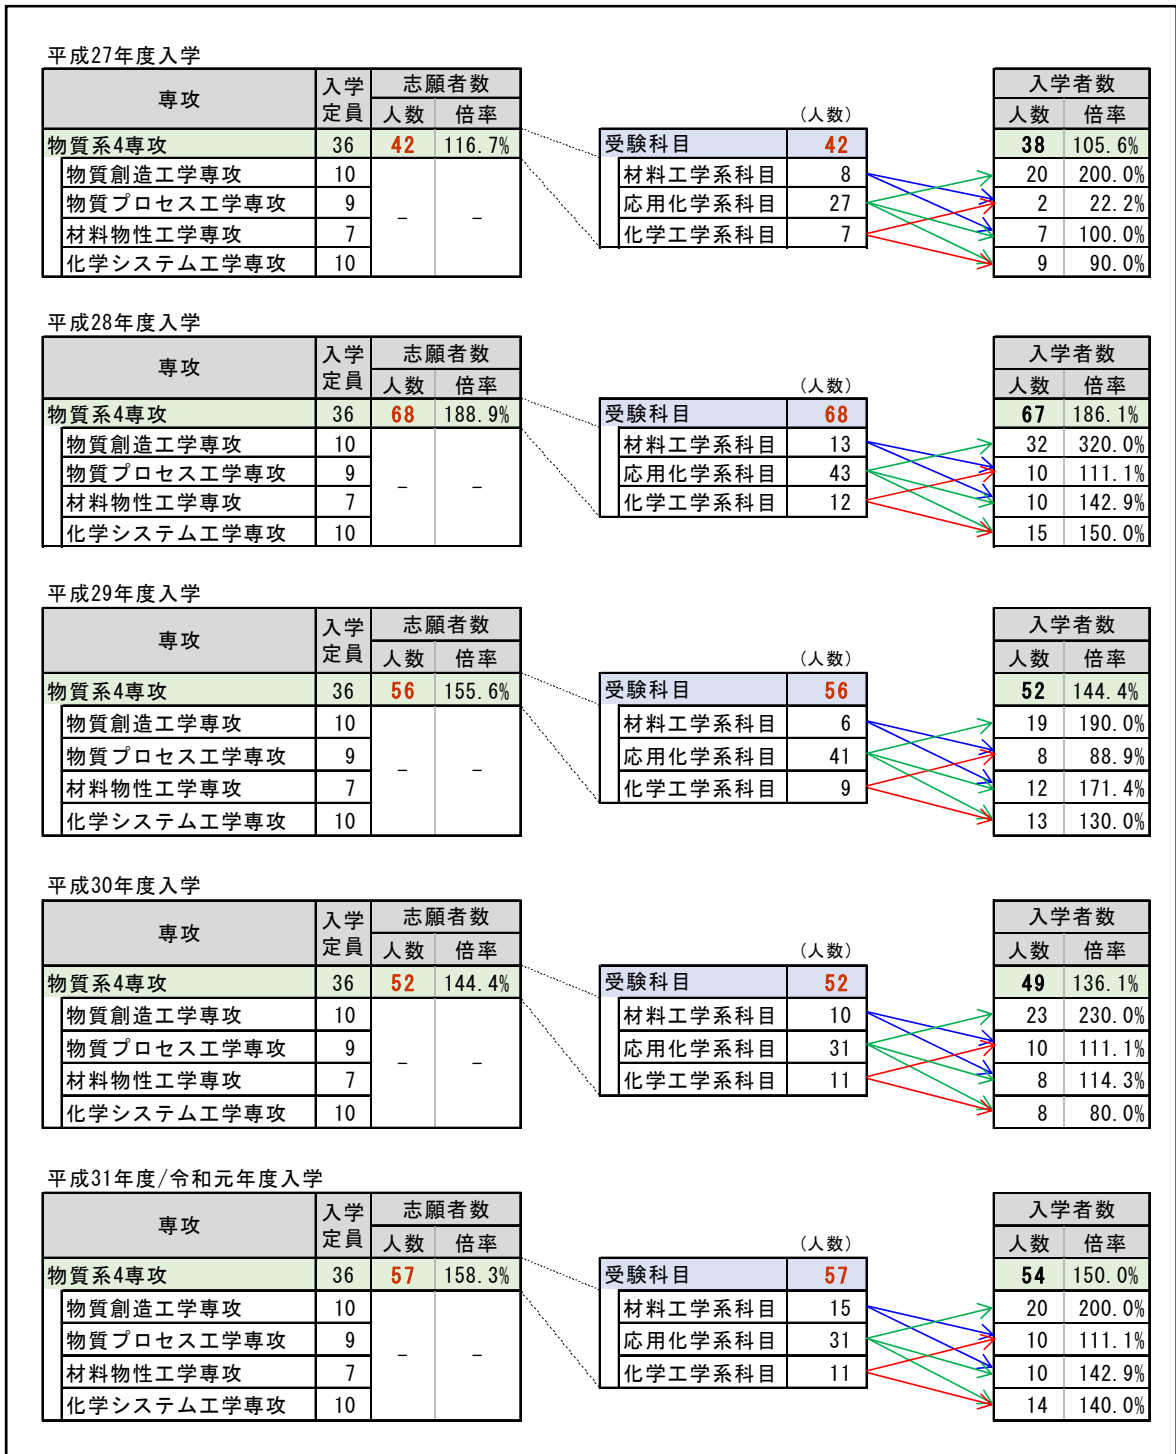 平成27年度入学
専攻 入学定員 志願者数 入学者数
人数 倍率 (人数) 人数 倍率
物質系4専攻 36 42 116.7% 受験科目 42 38 105.6%
物質創造工学専攻 10 材料工学系科目 8 20 200.0%
物質プロセス工学専攻 9 － － 応用化学系科目 27 2 22.2%
材料物性工学専攻 7 化学工学系科目 7 7 100.0%
化学システム工学専攻 10 9 90.0%
平成28年度入学
専攻 入学定員 志願者数 入学者数
人数 倍率 (人数) 人数 倍率
物質系4専攻 36 68 188.9% 受験科目 68 67 186.1%
物質創造工学専攻 10 材料工学系科目 13 32 320.0%
物質プロセス工学専攻 9 － － 応用化学系科目 43 10 111.1%
材料物性工学専攻 7 化学工学系科目 12 10 142.9%
化学システム工学専攻 10 15 150.0%
平成29年度入学
専攻 入学定員 志願者数 入学者数
人数 倍率 (人数) 人数 倍率
物質系4専攻 36 56 155.6% 受験科目 56 52 144.4%
物質創造工学専攻 10 材料工学系科目 6 19 190.0%
物質プロセス工学専攻 9 － － 応用化学系科目 41 8 88.9%
材料物性工学専攻 7 化学工学系科目 9 12 171.4%
化学システム工学専攻 10 13 130.0%
平成30年度入学
専攻 入学定員 志願者数 入学者数
人数 倍率 (人数) 人数 倍率
物質系4専攻 36 52 144.4% 受験科目 52 49 136.1%
物質創造工学専攻 10 材料工学系科目 10 23 230.0%
物質プロセス工学専攻 9 － － 応用化学系科目 31 10 111.1%
材料物性工学専攻 7 化学工学系科目 11 8 114.3%
化学システム工学専攻 10 8 80.0%
平成31年度/令和元年度入学
専攻 入学定員 志願者数 入学者数
人数 倍率 (人数) 人数 倍率
物質系4専攻 36 57 158.3% 受験科目 57 54 150.0%
物質創造工学専攻 10 材料工学系科目 15 20 200.0%
物質プロセス工学専攻 9 － － 応用化学系科目 31 10 111.1%
材料物性工学専攻 7 化学工学系科目 11 10 142.9%
化学システム工学専攻 10 14 140.0%